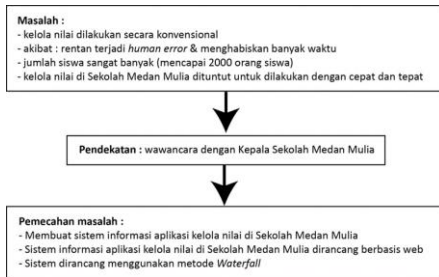 Masalah :
- kelola nilai dilakukan secara konvensional
- akibat : rentan terjadi human error & menghabiskan banyak waktu
- jumlah siswa sangat banyak (mencapai 2000 orang siswa)
- kelola nilai di Sekolah Medan Mulia dituntut untuk dilakukan dengan cepat dan tepat
Pendekatan : wawancara dengan Kepala Sekolah Medan Mulia
Pemecahan masalah :
- Membuat sistem informasi aplikasi kelola nilai di Sekolah Medan Mulia
- Sistem informasi aplikasi kelola nilai di Sekolah Medan Mulia dirancang berbasis web
- Sistem dirancang menggunakan metode Waterfall